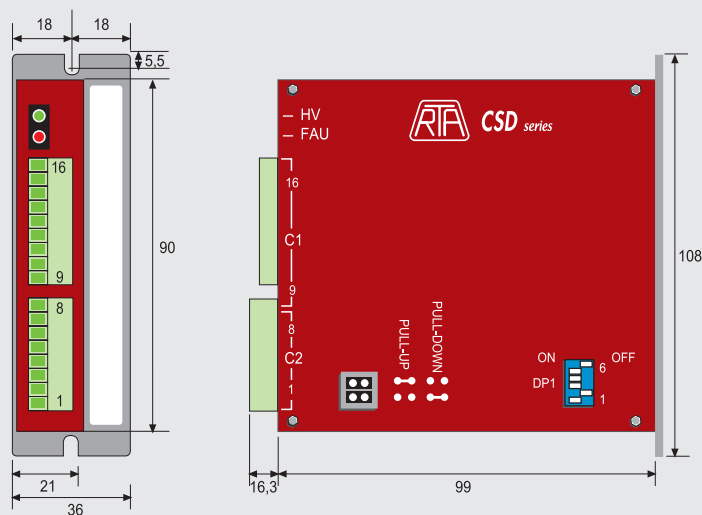 18
18
5,5
16
9
8
1
90
21
36
HV
FAU
RTA
CSD series
16
C1
9
8
C2
1
PULL-UP
PULL-DOWN
ON
OFF
6
DP1
1
108
16,3
99